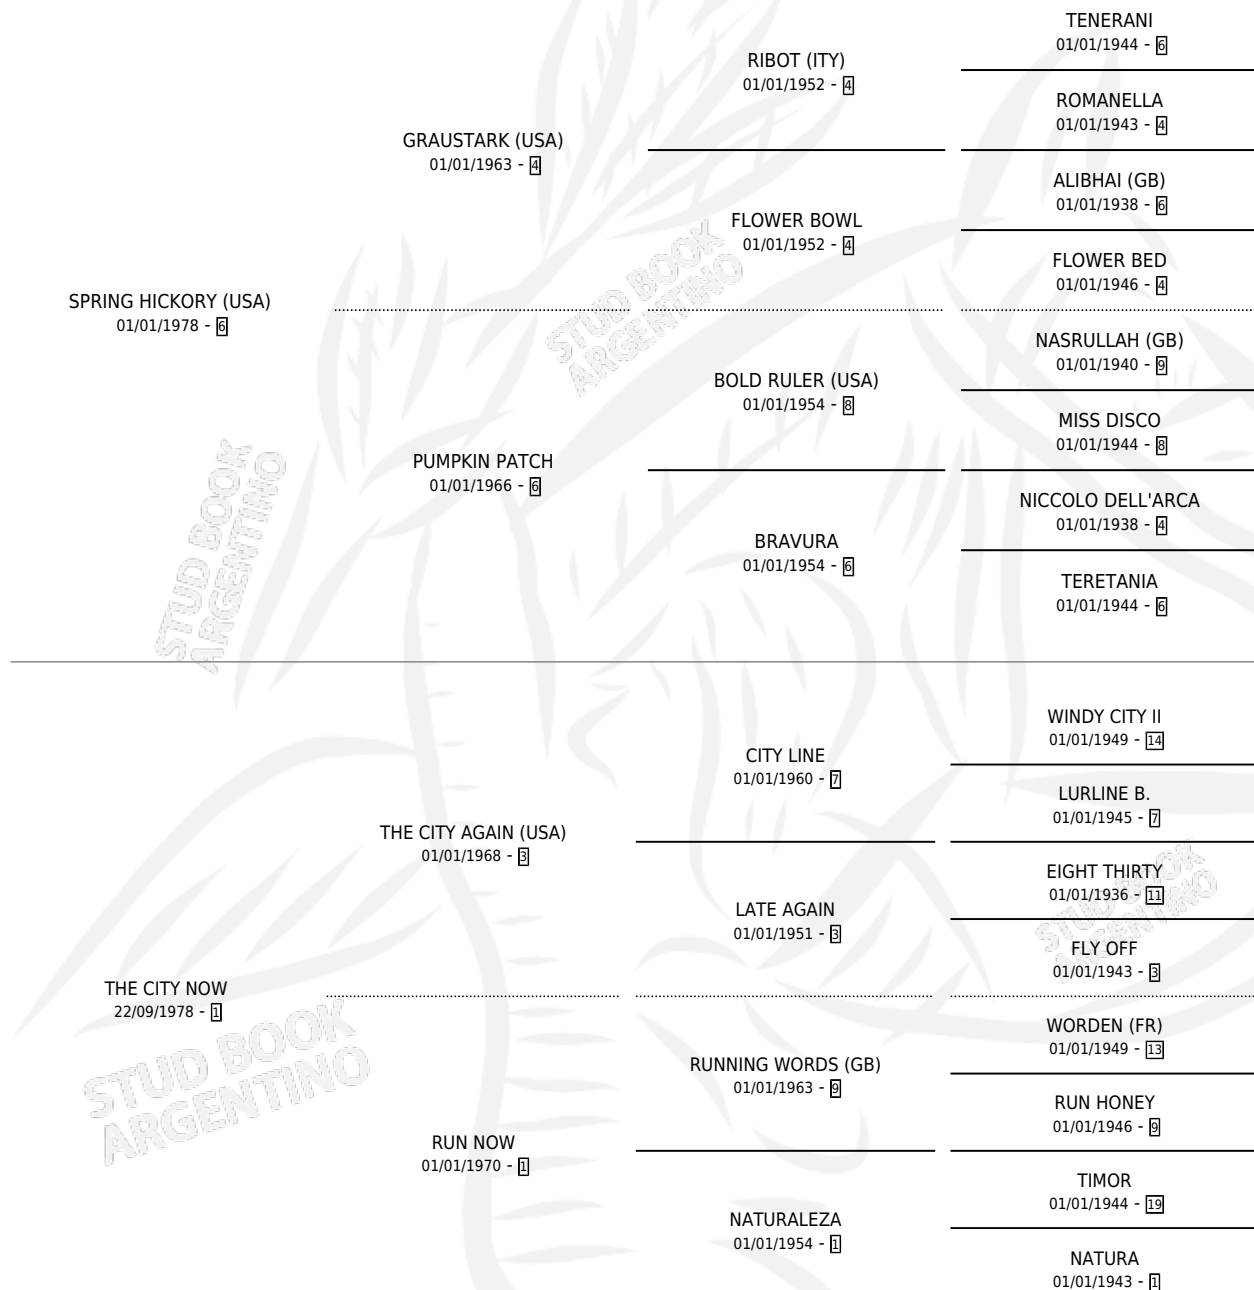 TENERANI
01/01/1944 - 6
RIBOT (ITY)
01/01/1952 - 4
ROMANELLA
01/01/1943 - 4
GRAUSTARK (USA)
01/01/1963 - 4
ALIBHAI (GB)
01/01/1938 - 6
FLOWER BOWL
01/01/1952 - 4
FLOWER BED
01/01/1946 - 4
SPRING HICKORY (USA)
01/01/1978 - 6
NASRULLAH (GB)
01/01/1940 - 9
BOLD RULER (USA)
01/01/1954 - 8
MISS DISCO
01/01/1944 - 8
PUMPKIN PATCH
01/01/1966 - 6
NICCOLO DELL'ARCA
01/01/1938 - 4
BRAVURA
01/01/1954 - 6
TERETANIA
01/01/1944 - 6
STUD BOOK
ARGENTINO
STUD BOOK
ARGENTINO
WINDY CITY II
01/01/1949 - 14
CITY LINE
01/01/1960 - 7
LURLINE B.
01/01/1945 - 7
THE CITY AGAIN (USA)
01/01/1968 - 3
EIGHT THIRTY
01/01/1936 - 11
LATE AGAIN
01/01/1951 - 3
FLY OFF
01/01/1943 - 3
THE CITY NOW
22/09/1978 - 1
WORDEN (FR)
01/01/1949 - 13
RUNNING WORDS (GB)
01/01/1963 - 9
RUN HONEY
01/01/1946 - 9
RUN NOW
01/01/1970 - 1
TIMOR
01/01/1944 - 19
NATURALEZA
01/01/1954 - 1
NATURA
01/01/1943 - 1
STUD BOOK
ARGENTINO
STUD BOOK
ARGENTINO